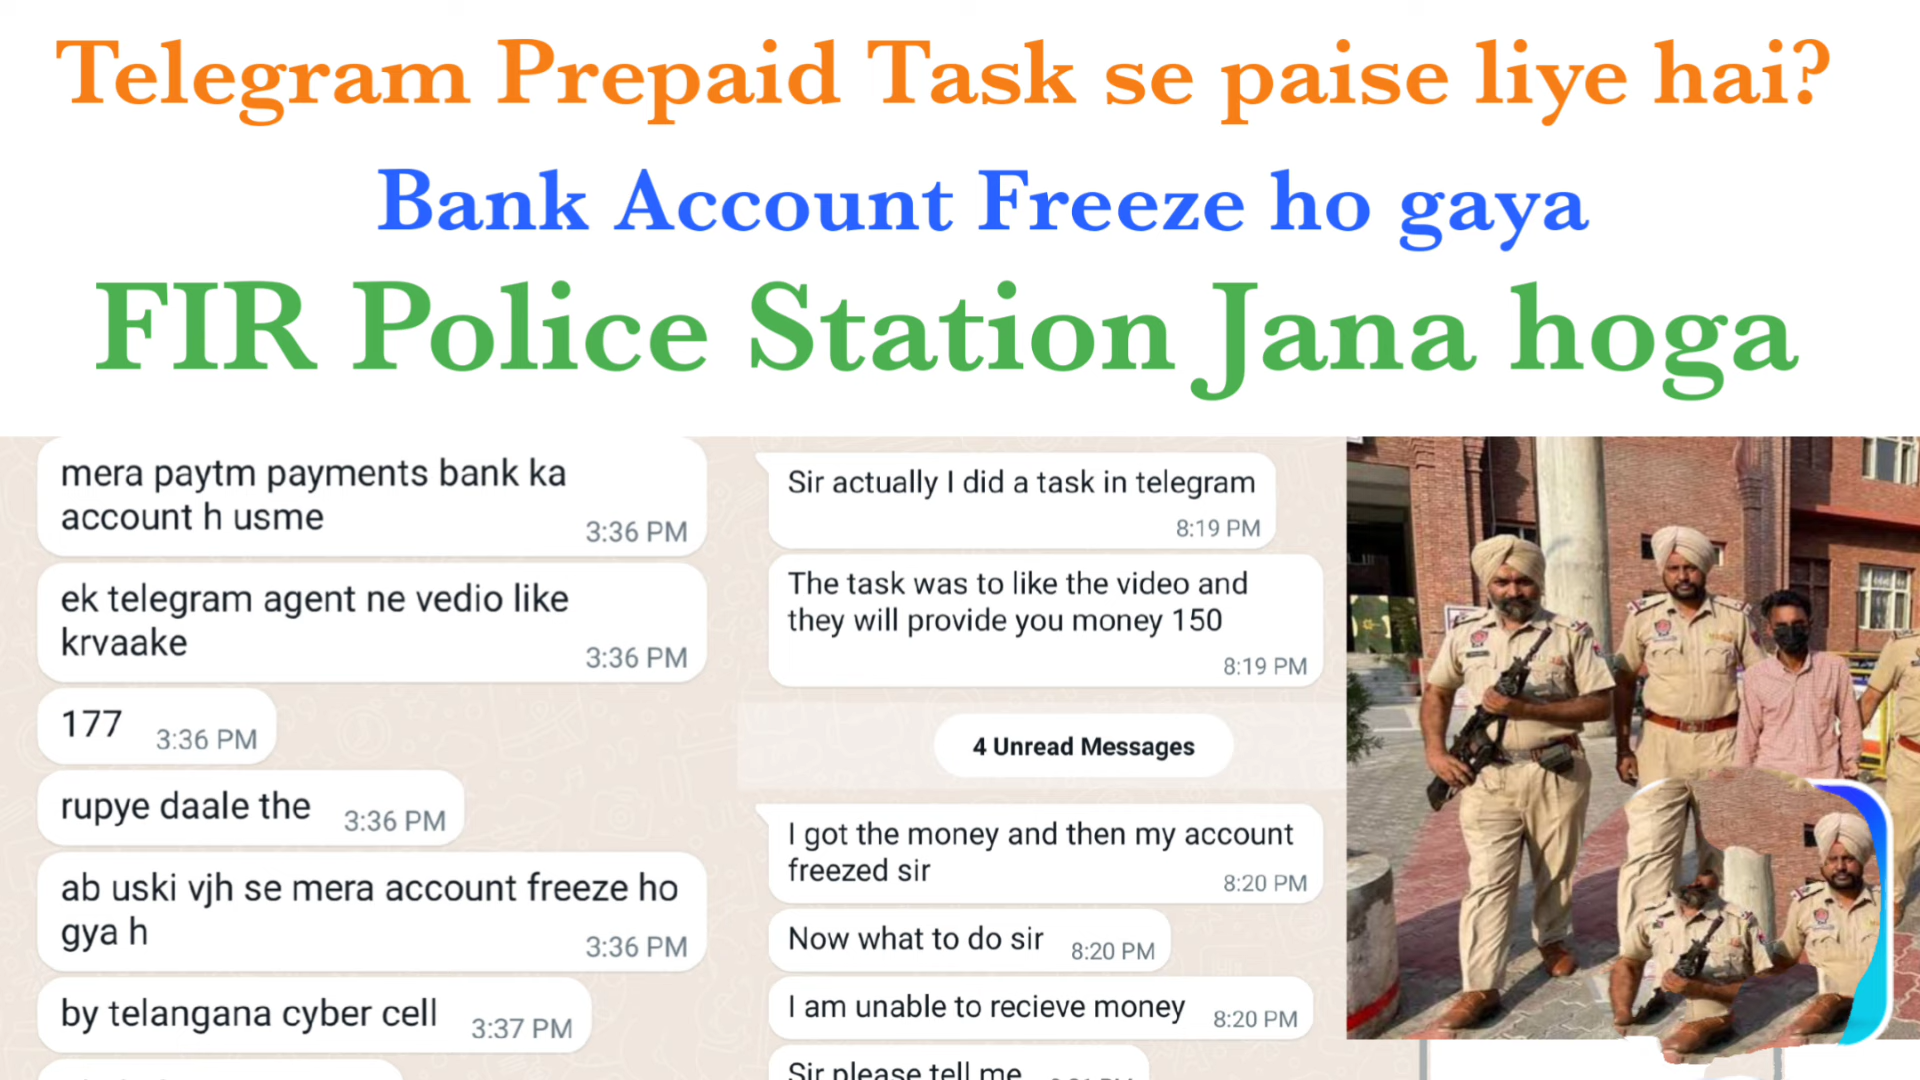 Telegram Prepaid Task se paise liye hai?
Bank Account Freeze ho gaya
FIR Police Station Jana hoga
mera paytm payments bank ka
account h usme
3:36 PM
ek telegram agent ne vedio like
krvaake
3:36 PM
177 3:36 PM
rupye daale the 3:36 PM
ab uski vjh se mera account freeze ho
gya h
3:36 PM
by telangana cyber cell 3:37 PM
Sir actually I did a task in telegram
8:19 PM
The task was to like the video and
they will provide you money 150
8:19 PM
4 Unread Messages
I got the money and then my account
freezed sir
8:20 PM
Now what to do sir 8:20 PM
I am unable to recieve money 8:20 PM
Sir please tell me